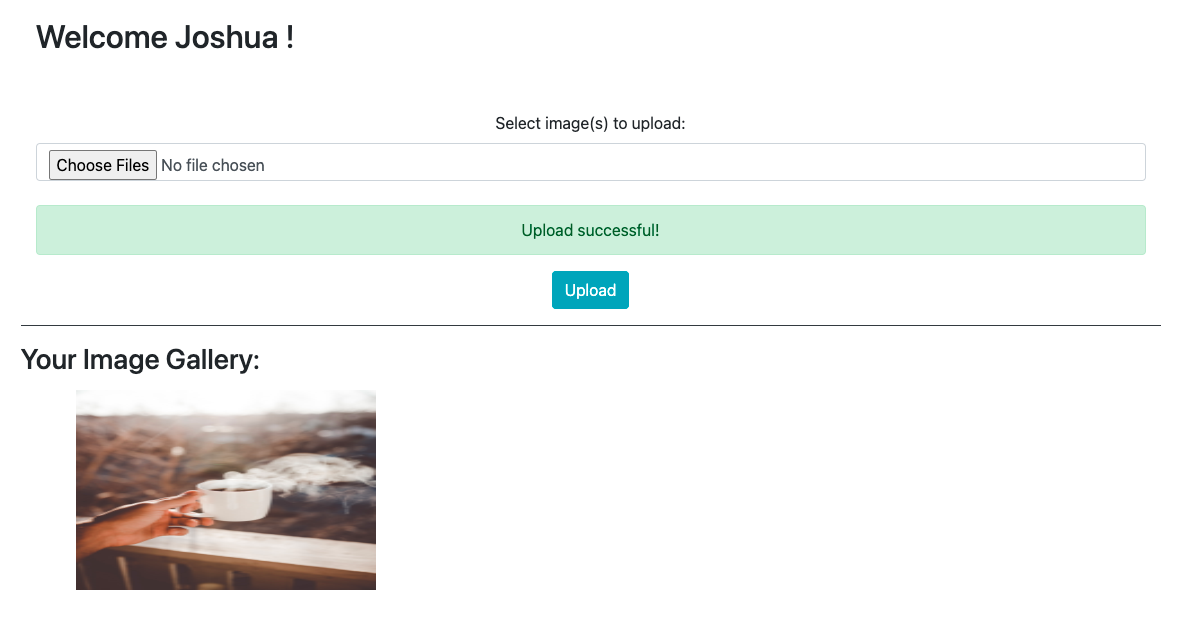 Welcome Joshua !
Select image(s) to upload:
Choose Files No file chosen
Upload successful!
Upload
Your Image Gallery: